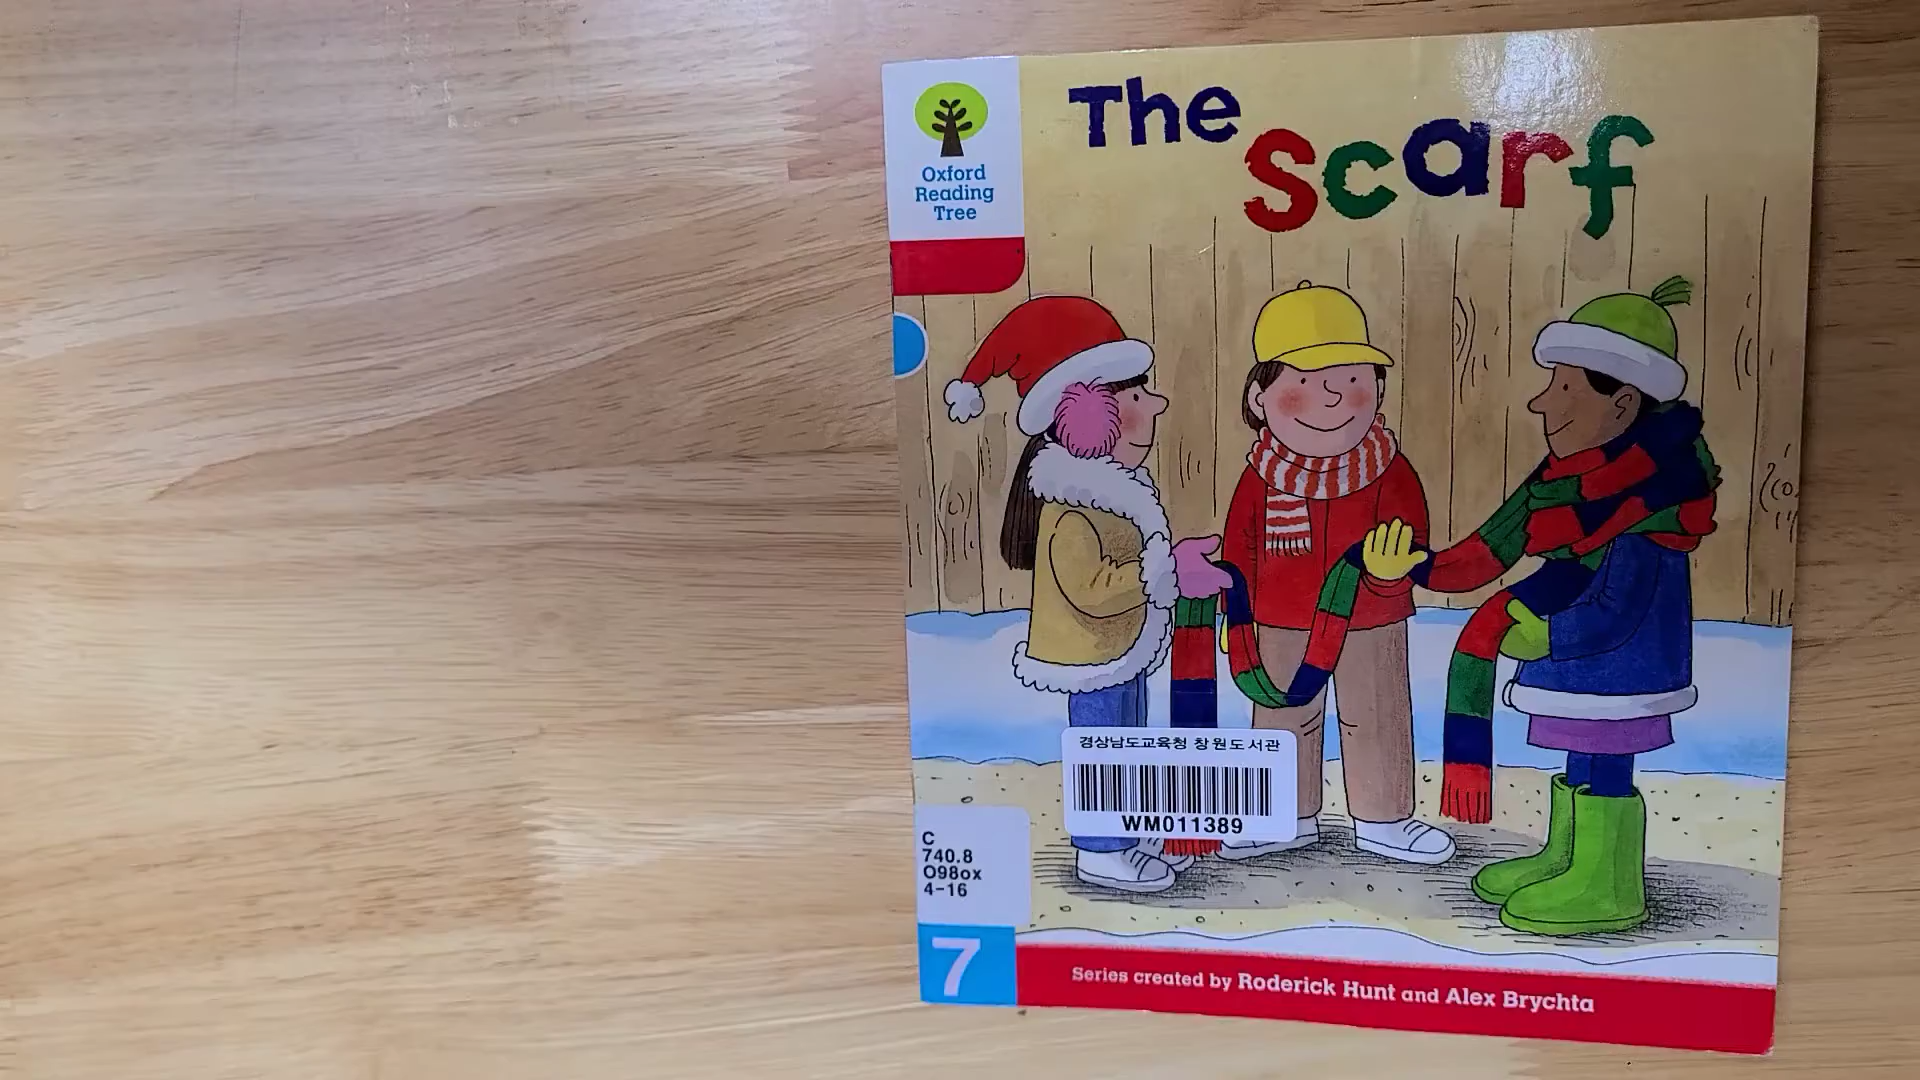 The scarf
Oxford
Reading
Tree
경상남도교육청 창원도서관
WM011389
C
740.8
O98ox
4-16
7
Series created by Roderick Hunt and Alex Brychta